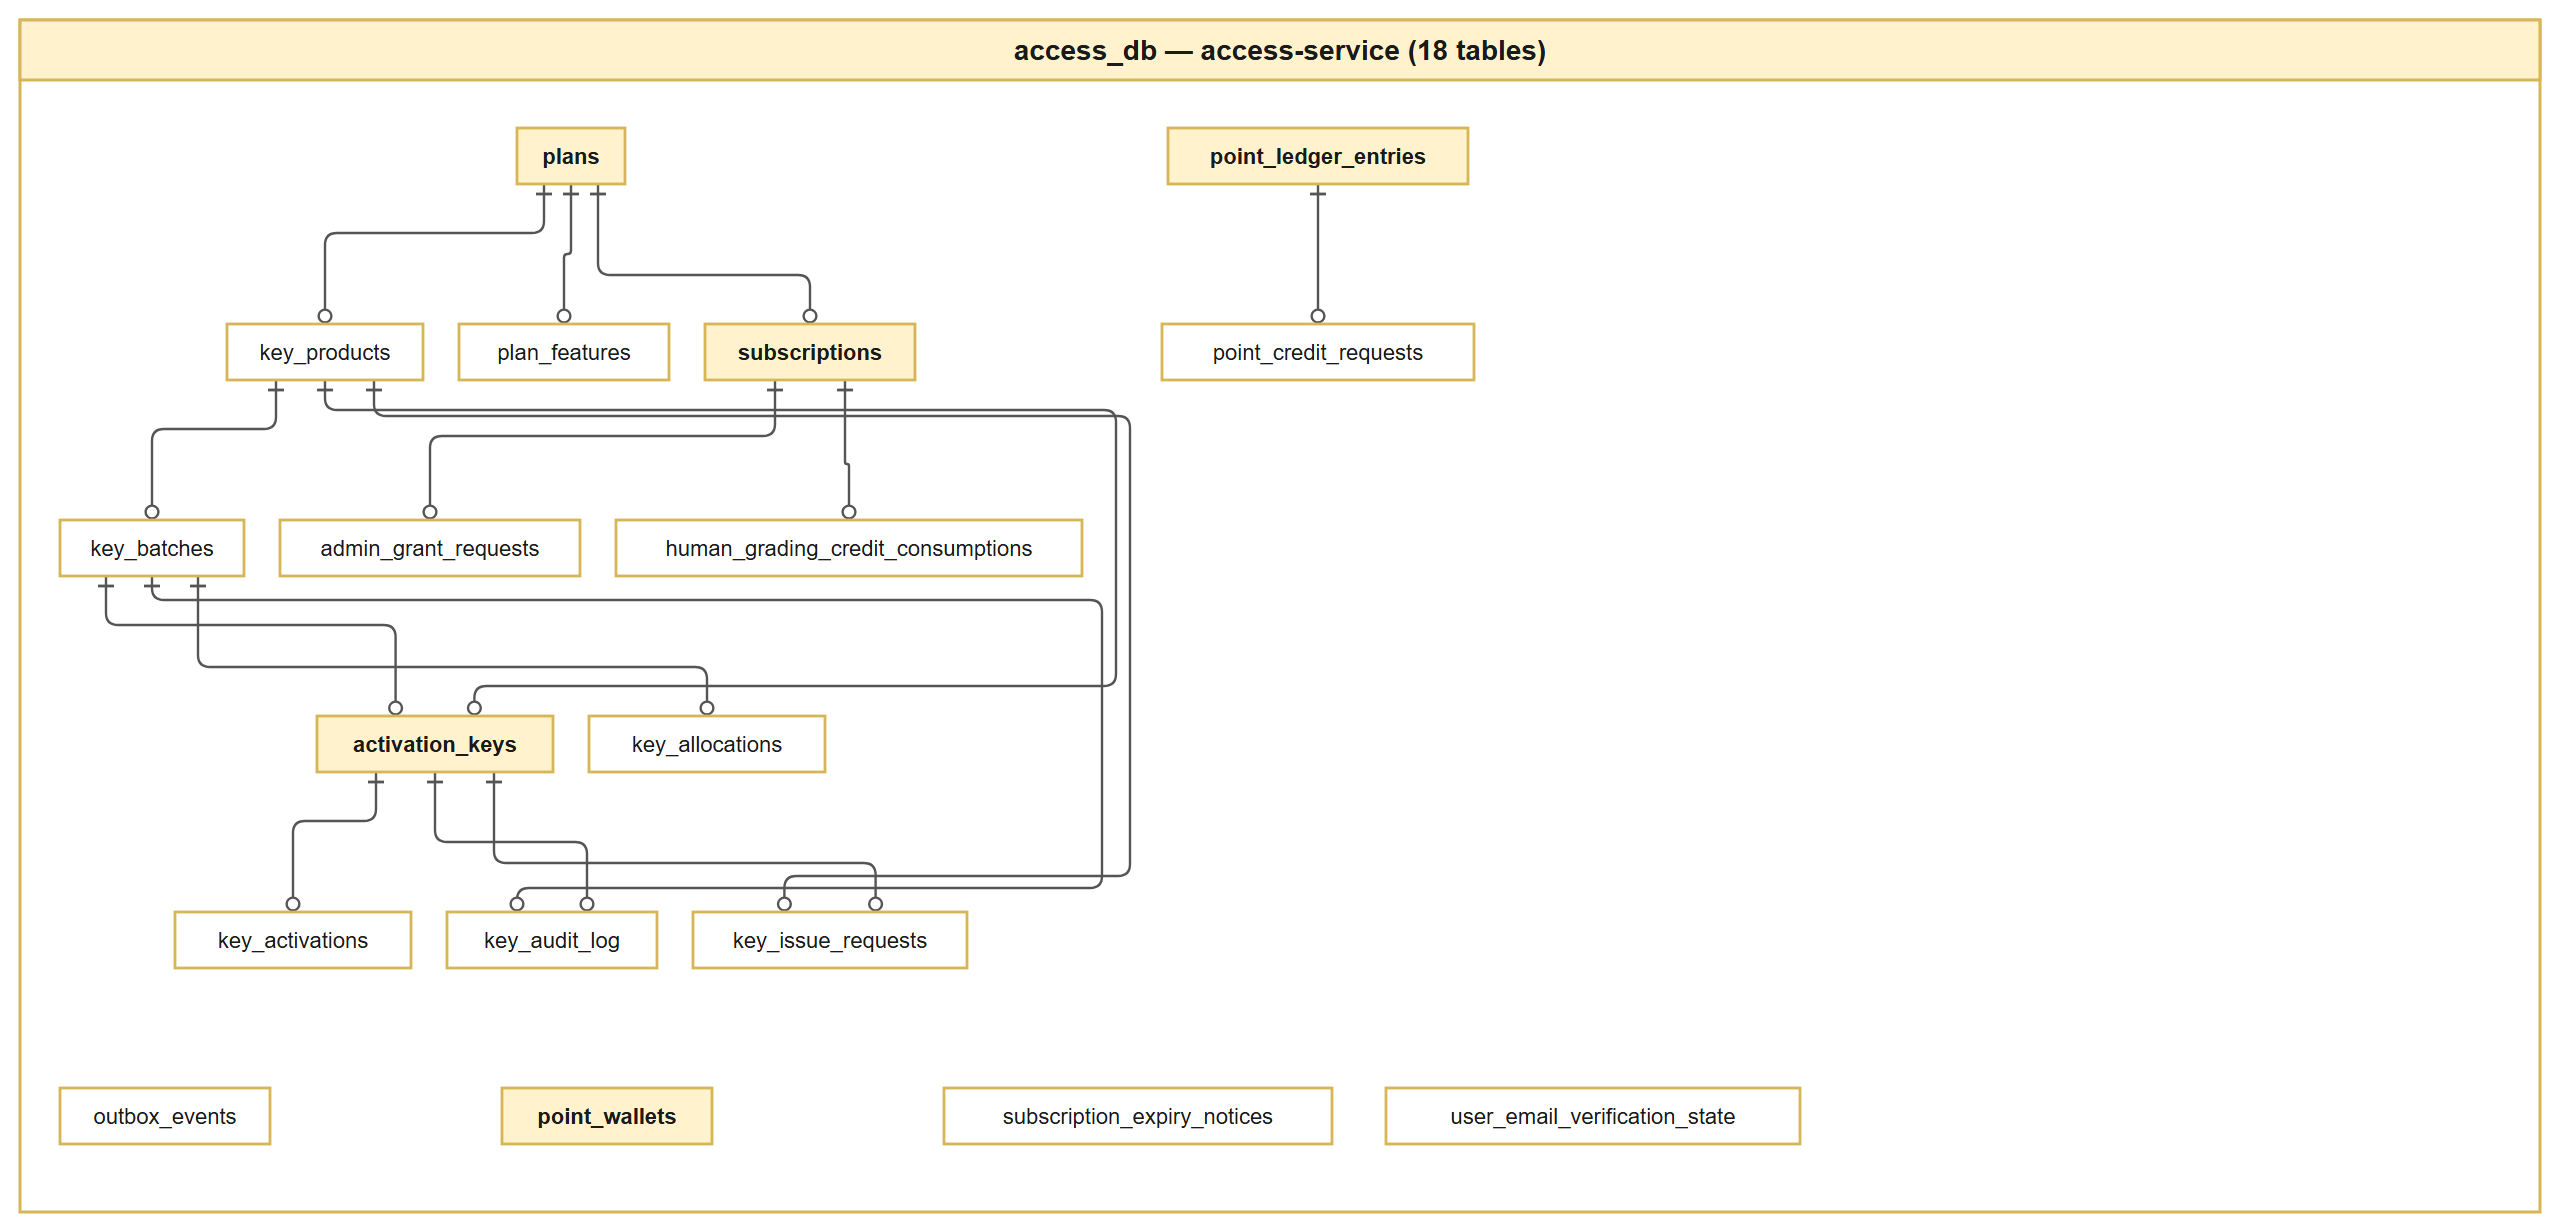 access_db — access-service (18 tables)
plans
point_ledger_entries
key_products
plan_features
subscriptions
point_credit_requests
key_batches
admin_grant_requests
human_grading_credit_consumptions
activation_keys
key_allocations
key_activations
key_audit_log
key_issue_requests
outbox_events
point_wallets
subscription_expiry_notices
user_email_verification_state